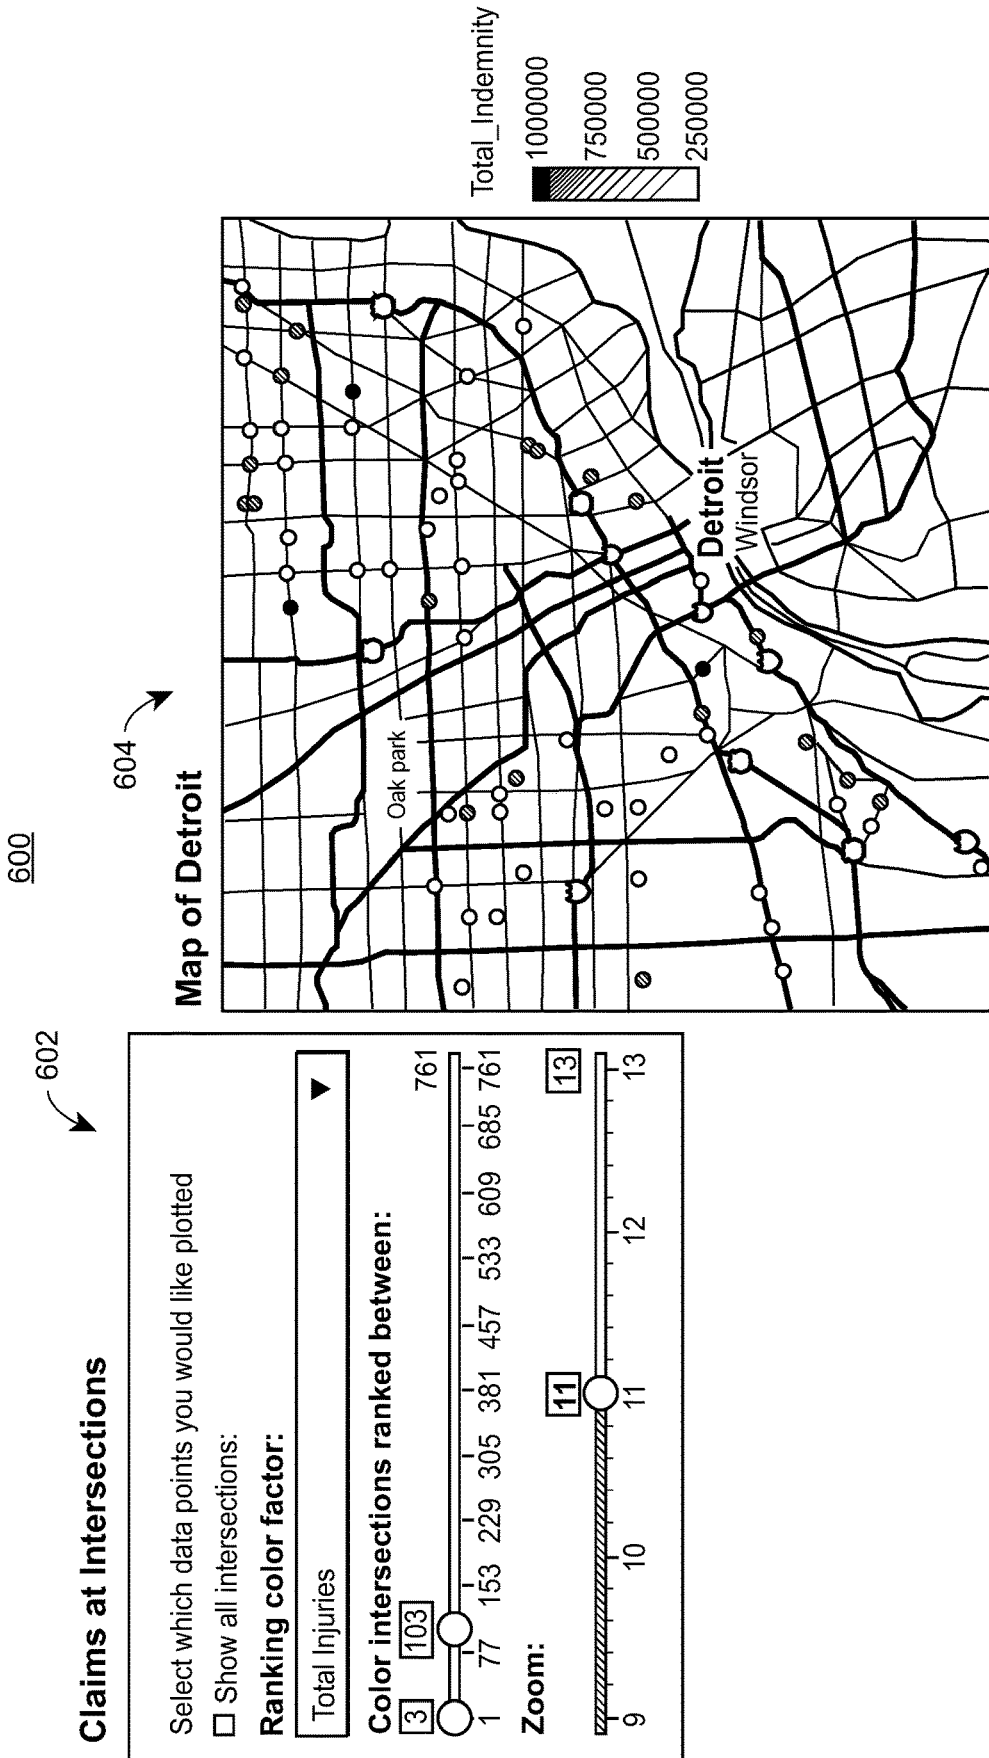 600
602
Claims at Intersections
Select which data points you would like plotted
Show all intersections:
Ranking color factor:
Total Injuries
Color intersections ranked between:
3 103 761
1 77 153 229 305 381 457 533 609 685 761
Zoom:
11 13
9 10 11 12 13
604
Map of Detroit
Oak park
Detroit
Windsor
Total_Indemnity
1000000
750000
500000
250000